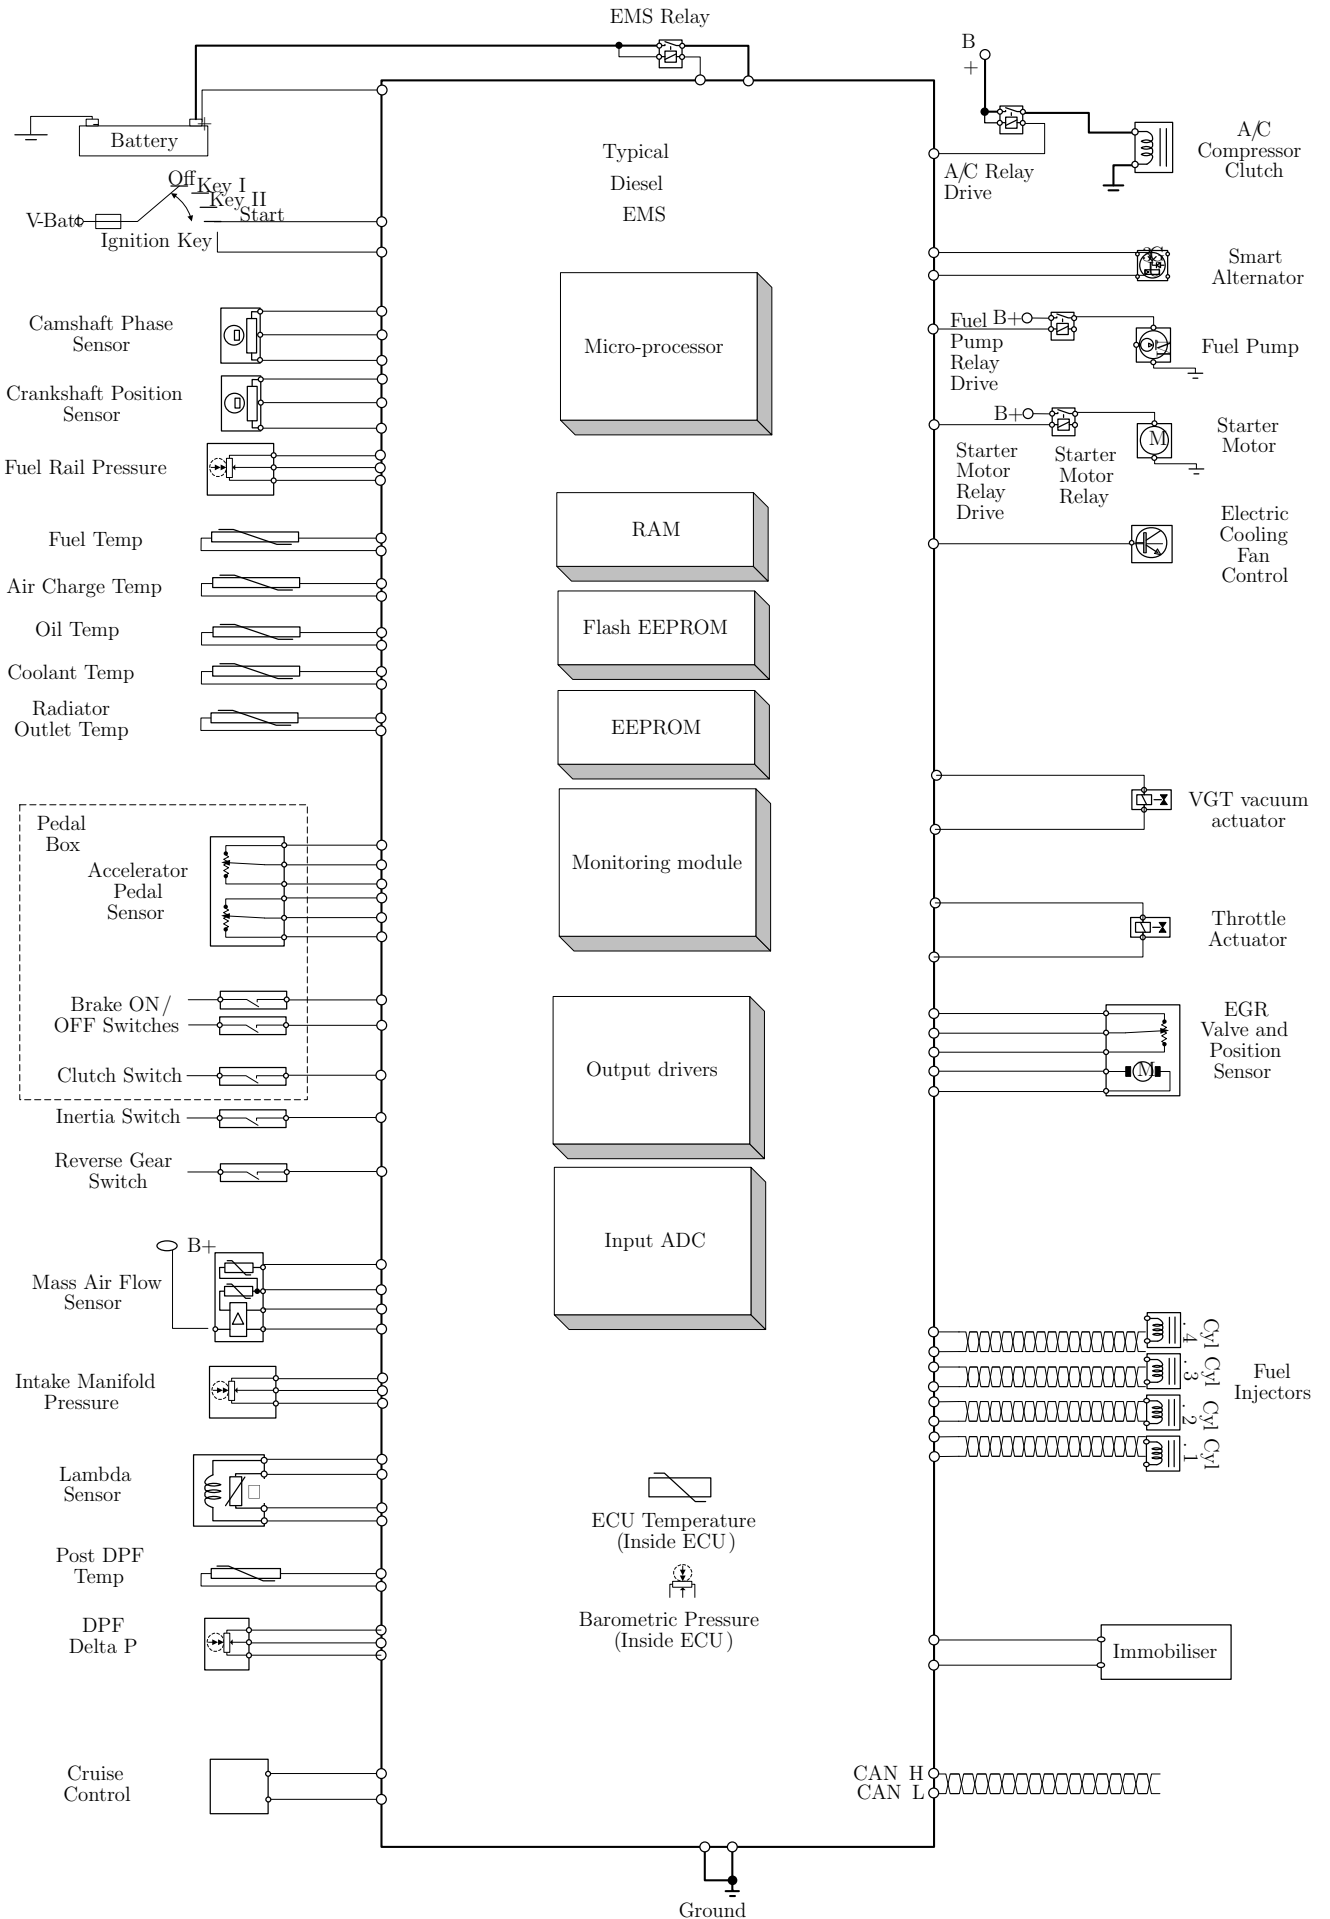 EMS Relay
B
+
Battery
+
Off
Key I
Key II
Start
V-Batt
Ignition Key
Typical
Diesel
EMS
A/C Relay
Drive
A/C
Compressor
Clutch
3G
Smart
Alternator
Camshaft Phase
Sensor
Crankshaft Position
Sensor
Fuel Rail Pressure
Micro-processor
Fuel
Pump
Relay
Drive
B+
Fuel Pump
B+
M
Starter
Motor
Starter
Motor
Relay
Drive
Starter
Motor
Relay
Fuel Temp
Air Charge Temp
Oil Temp
Coolant Temp
Radiator
Outlet Temp
RAM
Flash EEPROM
EEPROM
Electric
Cooling
Fan
Control
Pedal
Box
Accelerator
Pedal
Sensor
Monitoring module
VGT vacuum
actuator
Throttle
Actuator
Brake ON/
OFF Switches
Clutch Switch
Inertia Switch
Reverse Gear
Switch
Output drivers
EGR
Valve and
Position
Sensor
M
B+
Mass Air Flow
Sensor
Input ADC
Cyl
. 4
Cyl
. 3
Cyl
. 2
Cyl
. 1
Fuel
Injectors
Intake Manifold
Pressure
Lambda
Sensor
ECU Temperature
(Inside ECU)
Post DPF
Temp
Barometric Pressure
(Inside ECU)
DPF
Delta P
Immobiliser
Cruise
Control
CAN H
CAN L
Ground